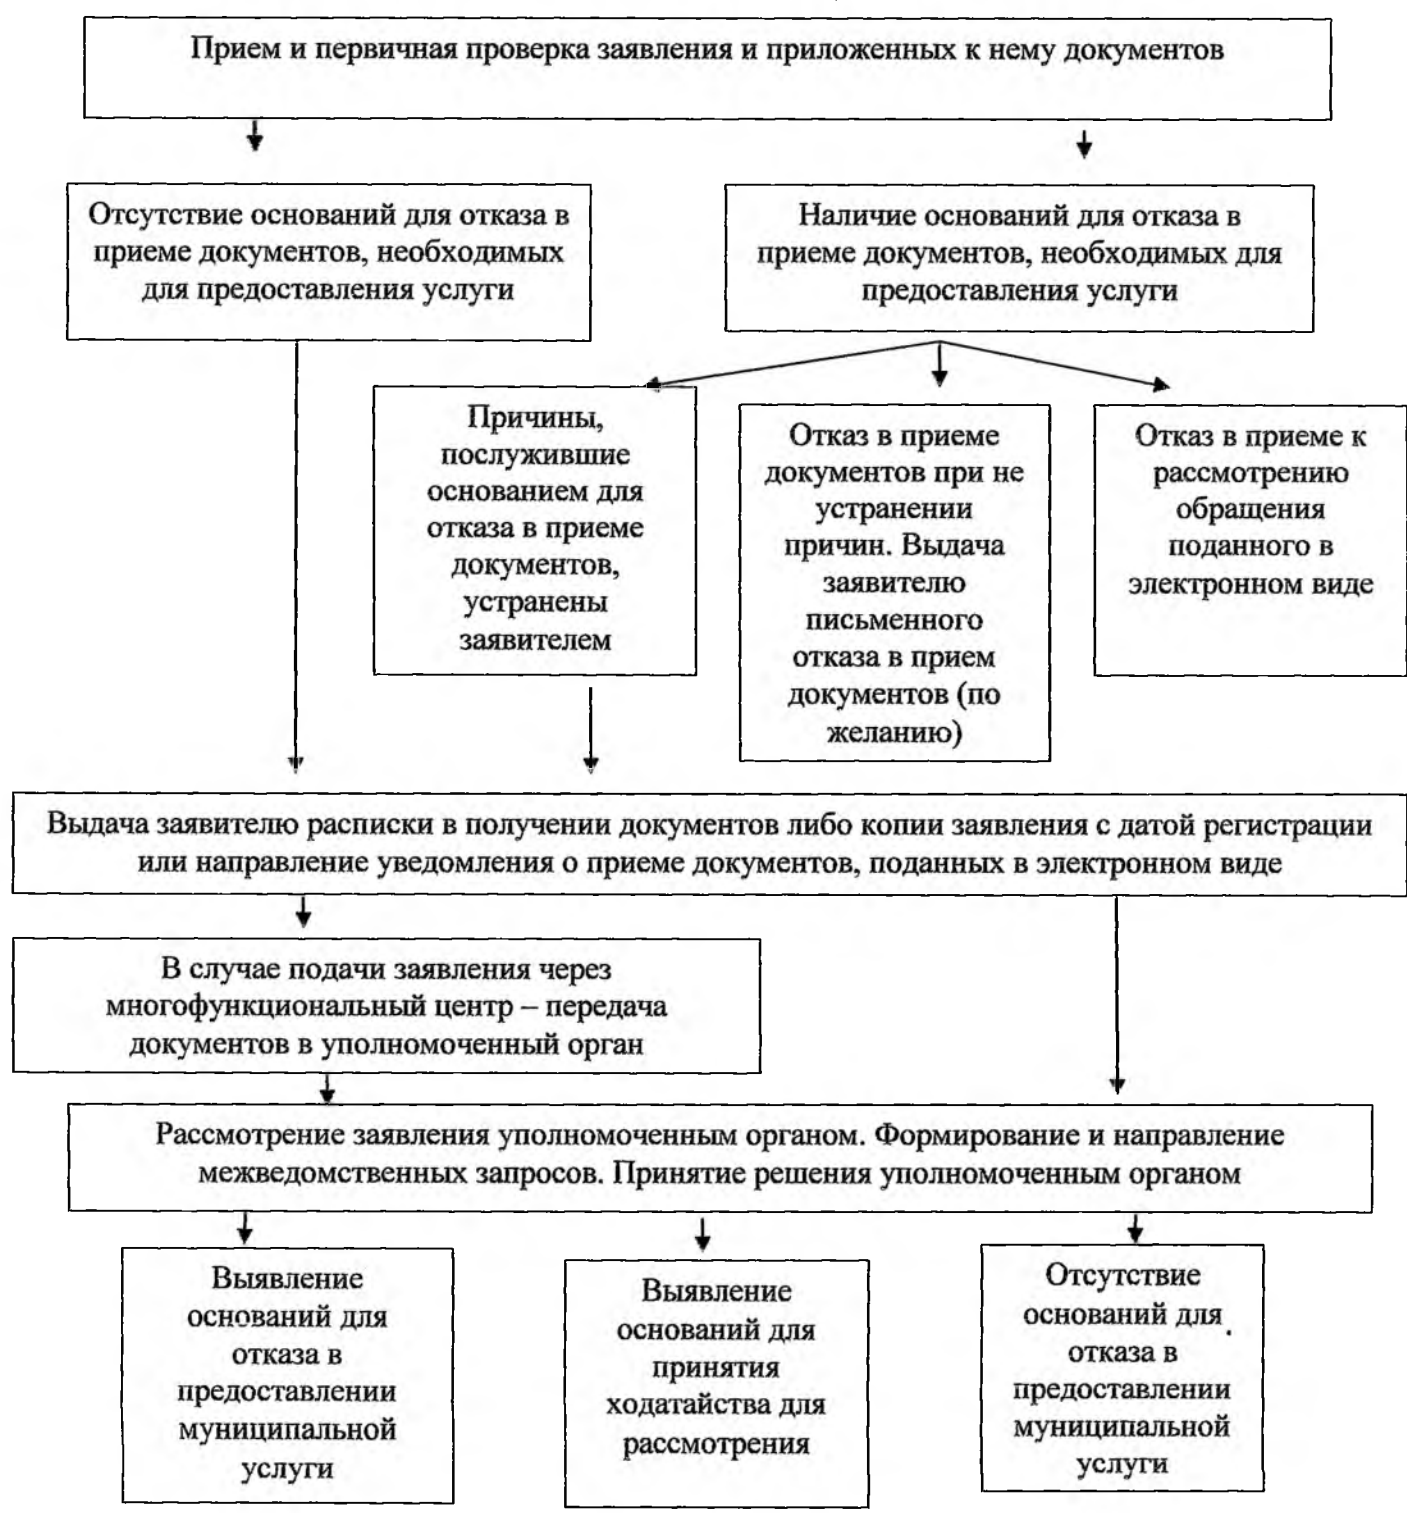 Прием и первичная проверка заявления и приложенных к нему документов
Отсутствие оснований для отказа в
приеме документов, необходимых
для предоставления услуги
Наличие оснований для отказа в
приеме документов, необходимых для
предоставления услуги
Причины,
послужившие
основанием для
отказа в приеме
документов,
устранены
заявителем
Отказ в приеме
документов при не
устранении
причин. Выдача
заявителю
письменного
отказа в прием
документов (по
желанию)
Отказ в приеме к
рассмотрению
обращения
поданного в
электронном виде
Выдача заявителю расписки в получении документов либо копии заявления с датой регистрации
или направление уведомления о приеме документов, поданных в электронном виде
В случае подачи заявления через
многофункциональный центр – передача
документов в уполномоченный орган
Рассмотрение заявления уполномоченным органом. Формирование и направление
межведомственных запросов. Принятие решения уполномоченным органом
Выявление
оснований для
отказа в
предоставлении
муниципальной
услуги
Выявление
оснований для
принятия
ходатайства для
рассмотрения
Отсутствие
оснований для
отказа в
предоставлении
муниципальной
услуги